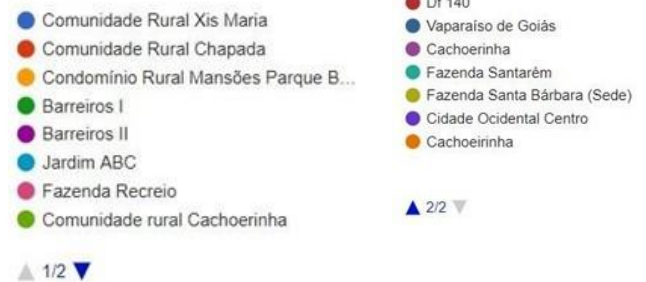 Comunidade Rural Xis Maria
Comunidade Rural Chapada
Condomínio Rural Mansões Parque B...
Barreiros I
Barreiros II
Jardim ABC
Fazenda Recreio
Comunidade rural Cachoerinha
1/2
Df 140
Vaparaíso de Goiás
Cachoerinha
Fazenda Santarém
Fazenda Santa Bárbara (Sede)
Cidade Ocidental Centro
Cachoeirinha
2/2